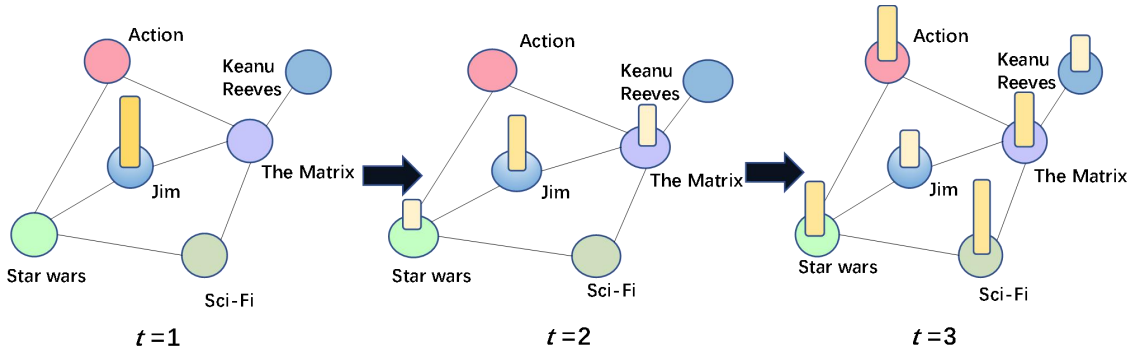 Action
Keanu
Reeves
The Matrix
Jim
Star wars
Sci-Fi
t=1
Action
Keanu
Reeves
The Matrix
Jim
Star wars
Sci-Fi
t=2
Action
Keanu
Reeves
The Matrix
Jim
Star wars
Sci-Fi
t=3